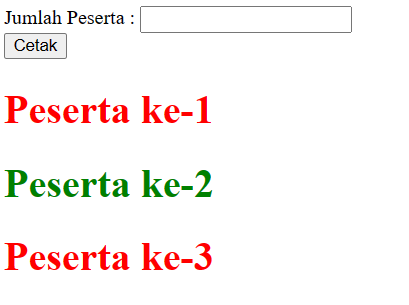 Jumlah Peserta :
Cetak
Peserta ke-1
Peserta ke-2
Peserta ke-3